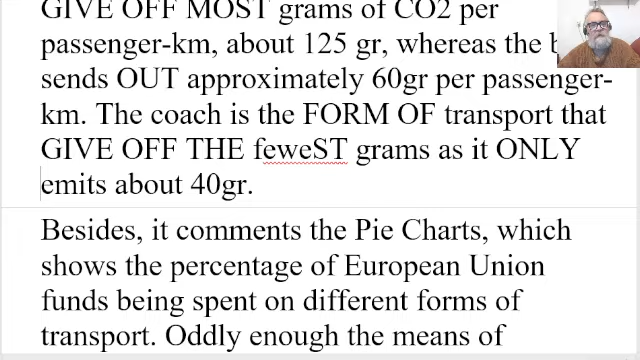 GIVE OFF MOST grams of CO2 per
passenger-km, about 125 gr, whereas the
sends OUT approximately 60gr per passenger-
km. The coach is the FORM OF transport that
GIVE OFF THE feweST grams as it ONLY
emits about 40gr.
Besides, it comments the Pie Charts, which
shows the percentage of European Union
funds being spent on different forms of
transport. Oddly enough the means of